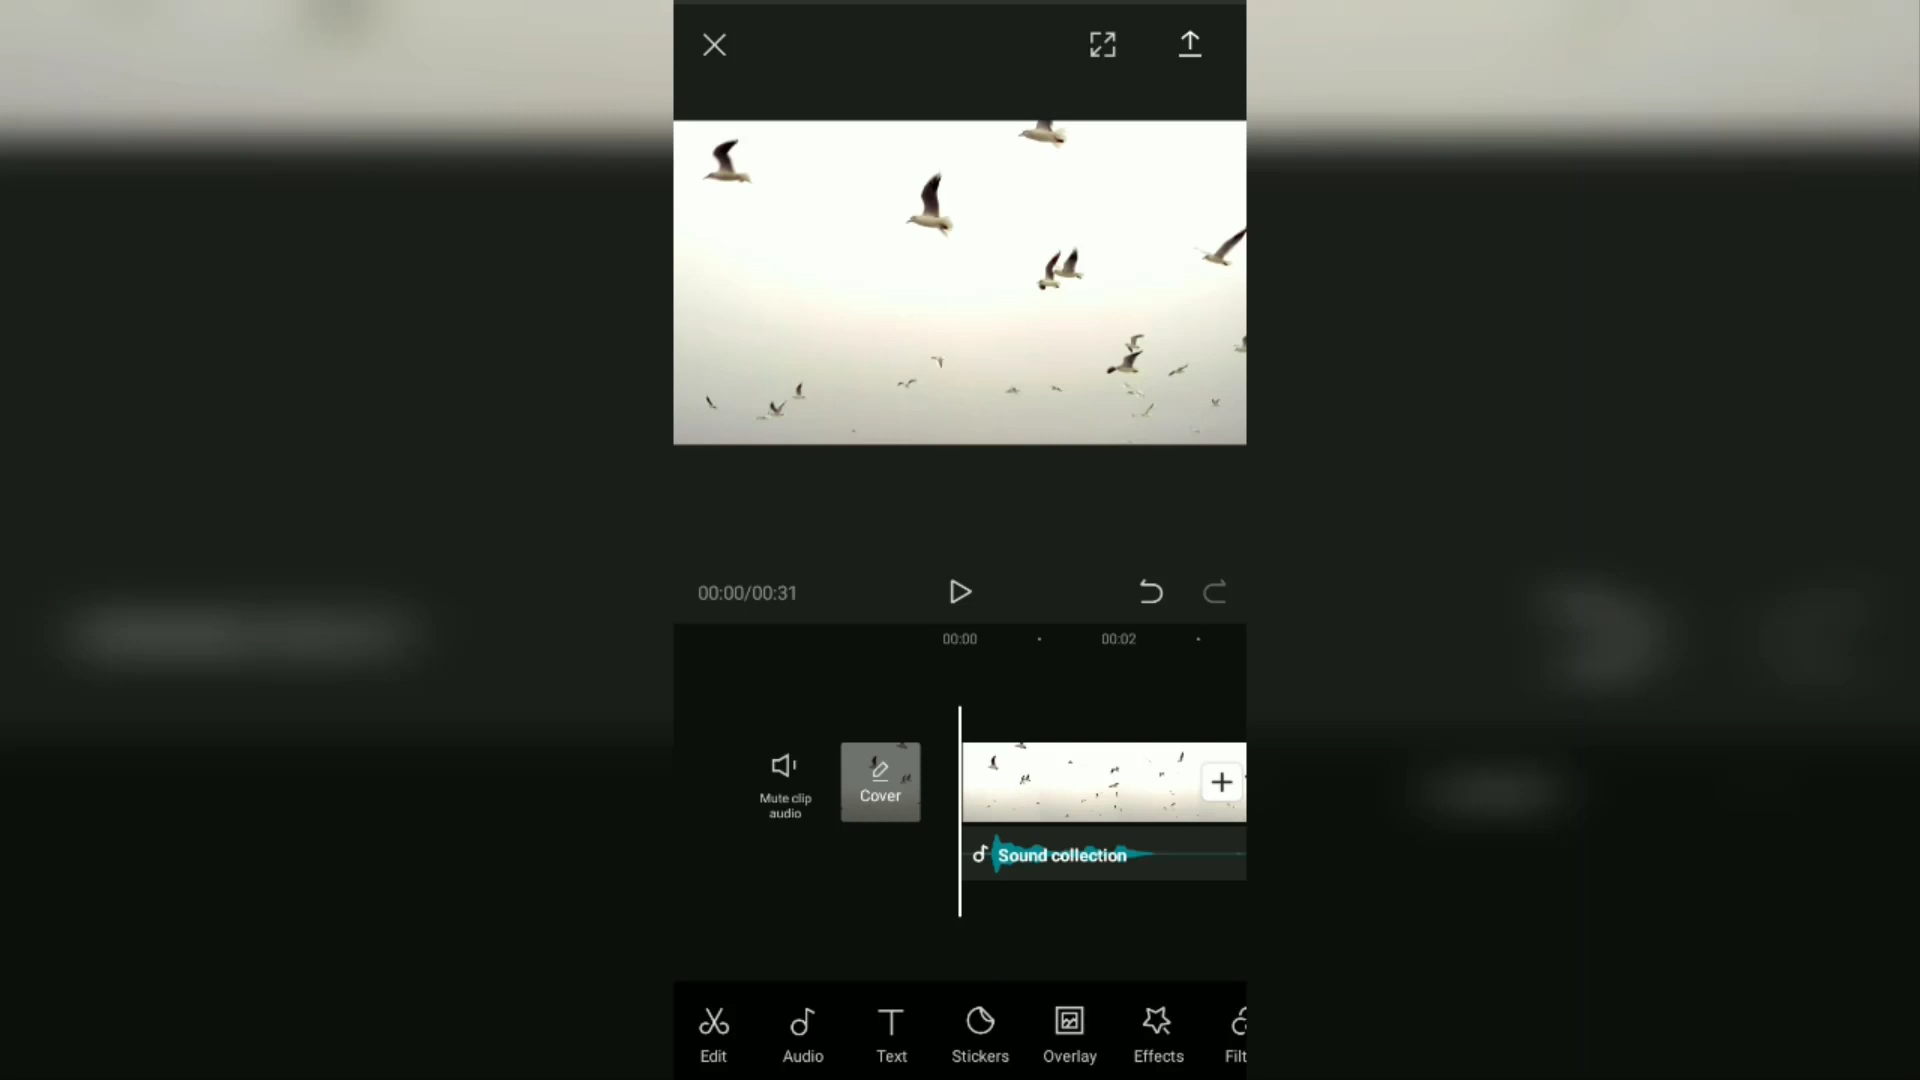 00:00/00:31
00:00
00:02
Mute clip
audio
Cover
Sound collection
Edit
Audio
Text
Stickers
Overlay
Effects
Filt